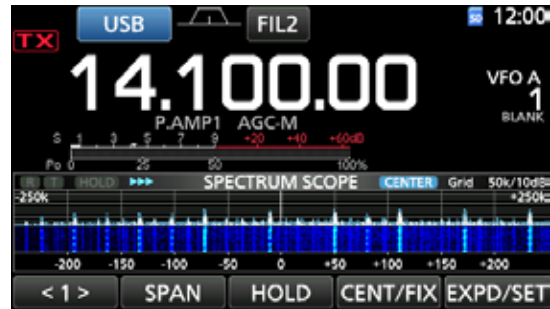 USB FIL2 SD 12:00
TX
14.100.00
VFO A
1
BLANK
P.AMP1 AGC-M
S 1 3 5 7 9 +20 +40 +60dB
Po 0 25 50 100%
R T HOLD SPECTRUM SCOPE CENTER Grid 50k/10dB
-250k +250k
-200 -150 -100 -50 0 +50 +100 +150 +200
< 1 > SPAN HOLD CENT/FIX EXPD/SET